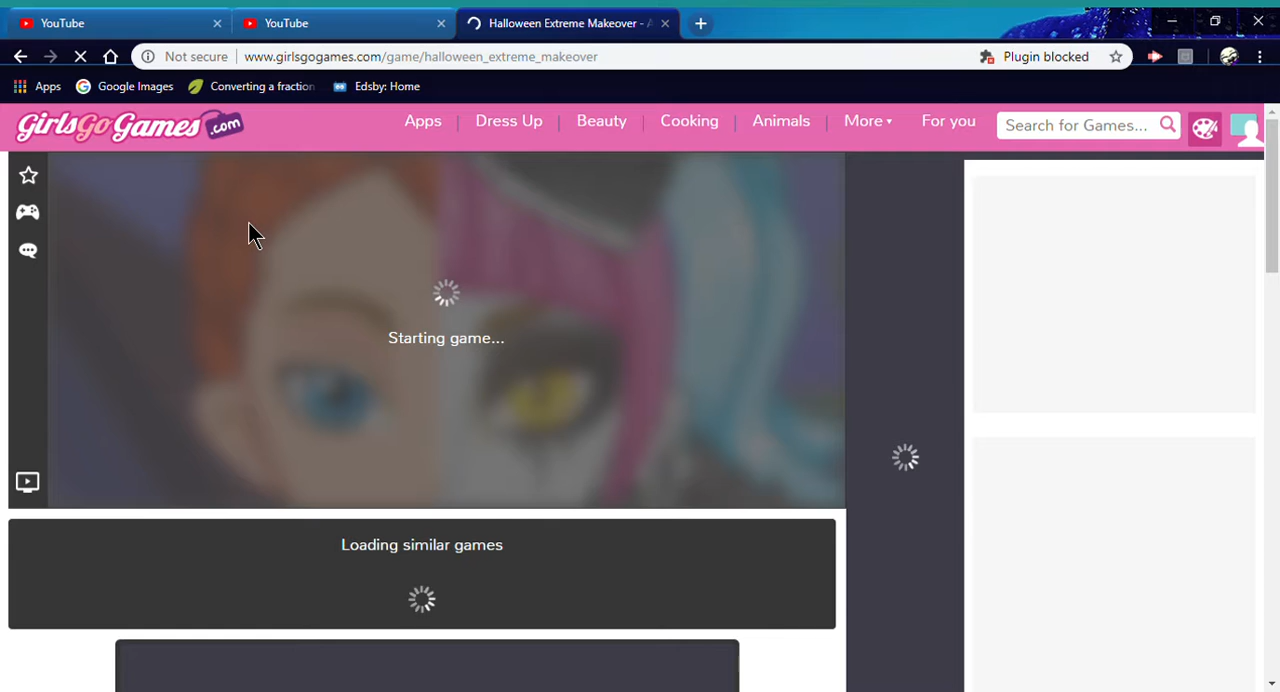 YouTube
YouTube
Halloween Extreme Makeover - A
Not secure
www.girlsgogames.com/game/halloween_extreme_makeover
Plugin blocked
Apps
Google Images
Converting a fraction
Edsby: Home
GirlsGoGames.com
Apps
Dress Up
Beauty
Cooking
Animals
More
For you
Search for Games...
Starting game...
Loading similar games